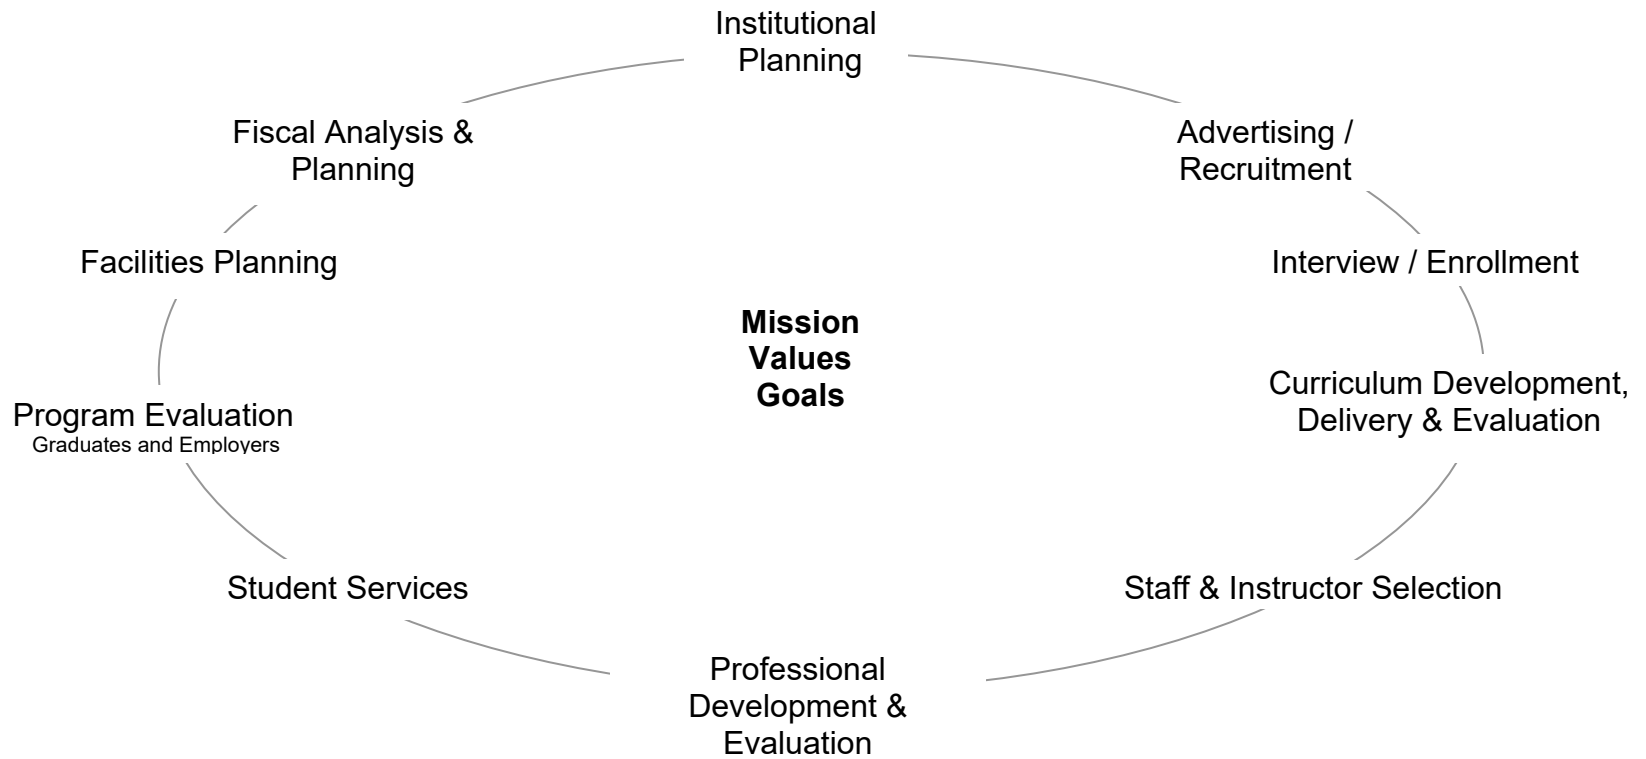 Institutional
Planning
Fiscal Analysis &
Planning
Advertising /
Recruitment
Facilities Planning
Interview / Enrollment
Mission
Values
Goals
Curriculum Development,
Delivery & Evaluation
Program Evaluation
Graduates and Employers
Student Services
Staff & Instructor Selection
Professional
Development &
Evaluation